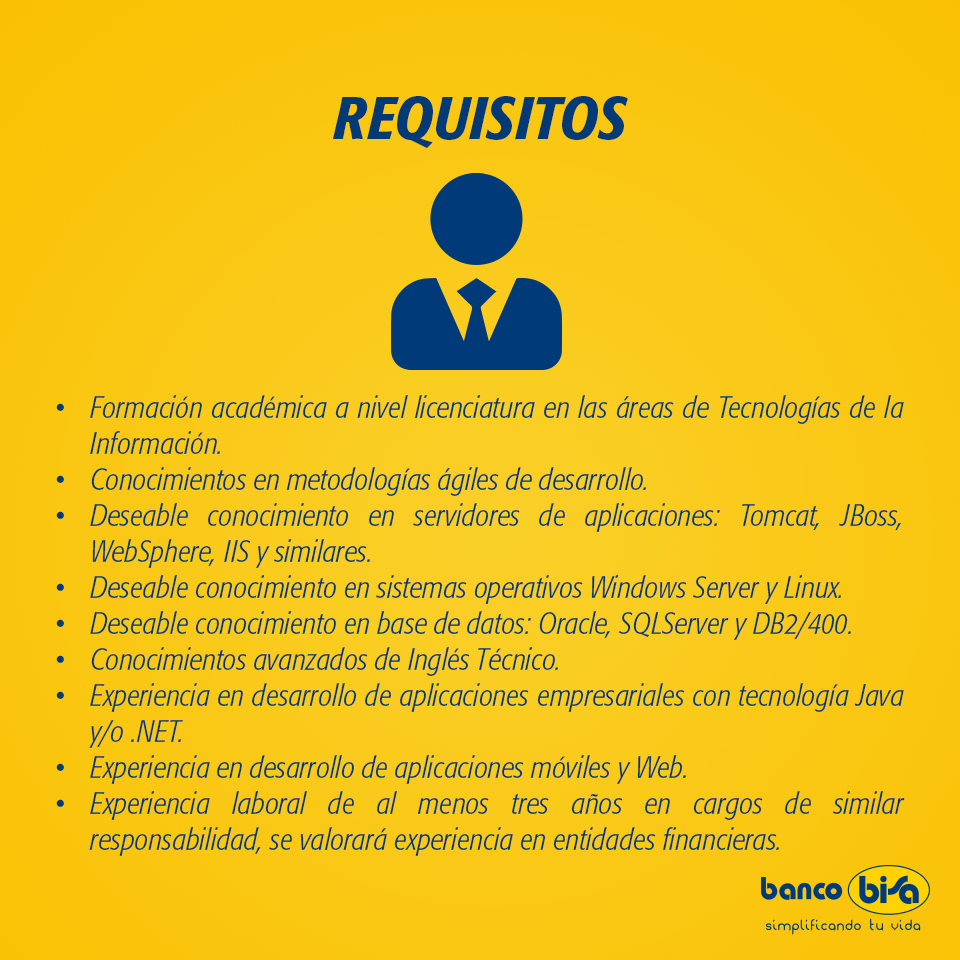 REQUISITOS
• Formación académica a nivel licenciatura en las áreas de Tecnologías de la
Información.
• Conocimientos en metodologías ágiles de desarrollo.
• Deseable conocimiento en servidores de aplicaciones: Tomcat, JBoss,
WebSphere, IIS y similares.
• Deseable conocimiento en sistemas operativos Windows Server y Linux.
• Deseable conocimiento en base de datos: Oracle, SQLServer y DB2/400.
• Conocimientos avanzados de Inglés Técnico.
• Experiencia en desarrollo de aplicaciones empresariales con tecnología Java
y/o .NET.
• Experiencia en desarrollo de aplicaciones móviles y Web.
• Experiencia laboral de al menos tres años en cargos de similar
responsabilidad, se valorará experiencia en entidades financieras.
banco bisa
simplificando tu vida